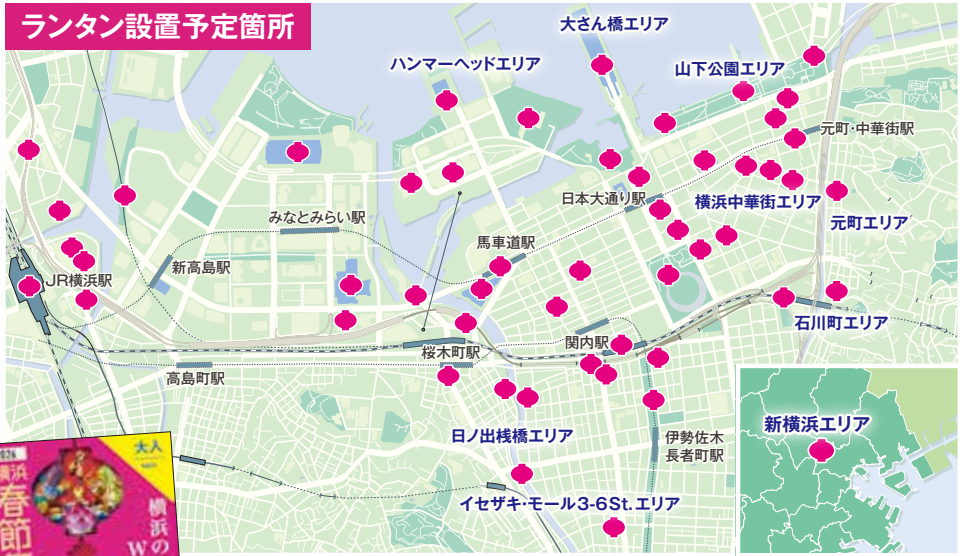 ランタン設置予定箇所
大さん橋エリア
ハンマーヘッドエリア
山下公園エリア
元町・中華街駅
日本大通り駅
横浜中華街エリア
元町エリア
みなとみらい駅
馬車道駅
新高島駅
JR横浜駅
石川町エリア
関内駅
桜木町駅
高島町駅
新横浜エリア
日ノ出桟橋エリア
伊勢佐木
長者町駅
イセザキ・モール3-6St.エリア
大人
2026
横浜
春節
横浜の
W